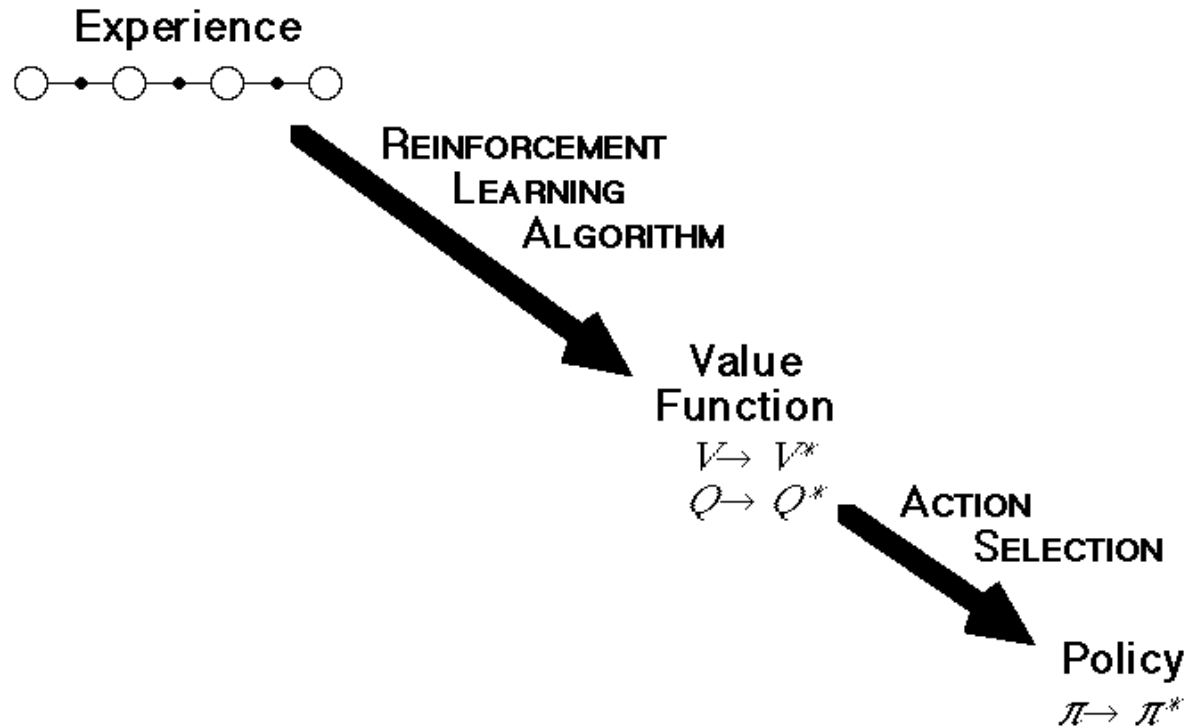 Experience
REINFORCEMENT
LEARNING
ALGORITHM
Value
Function
V→ V*
Q→ Q*
ACTION
SELECTION
Policy
π→ π*